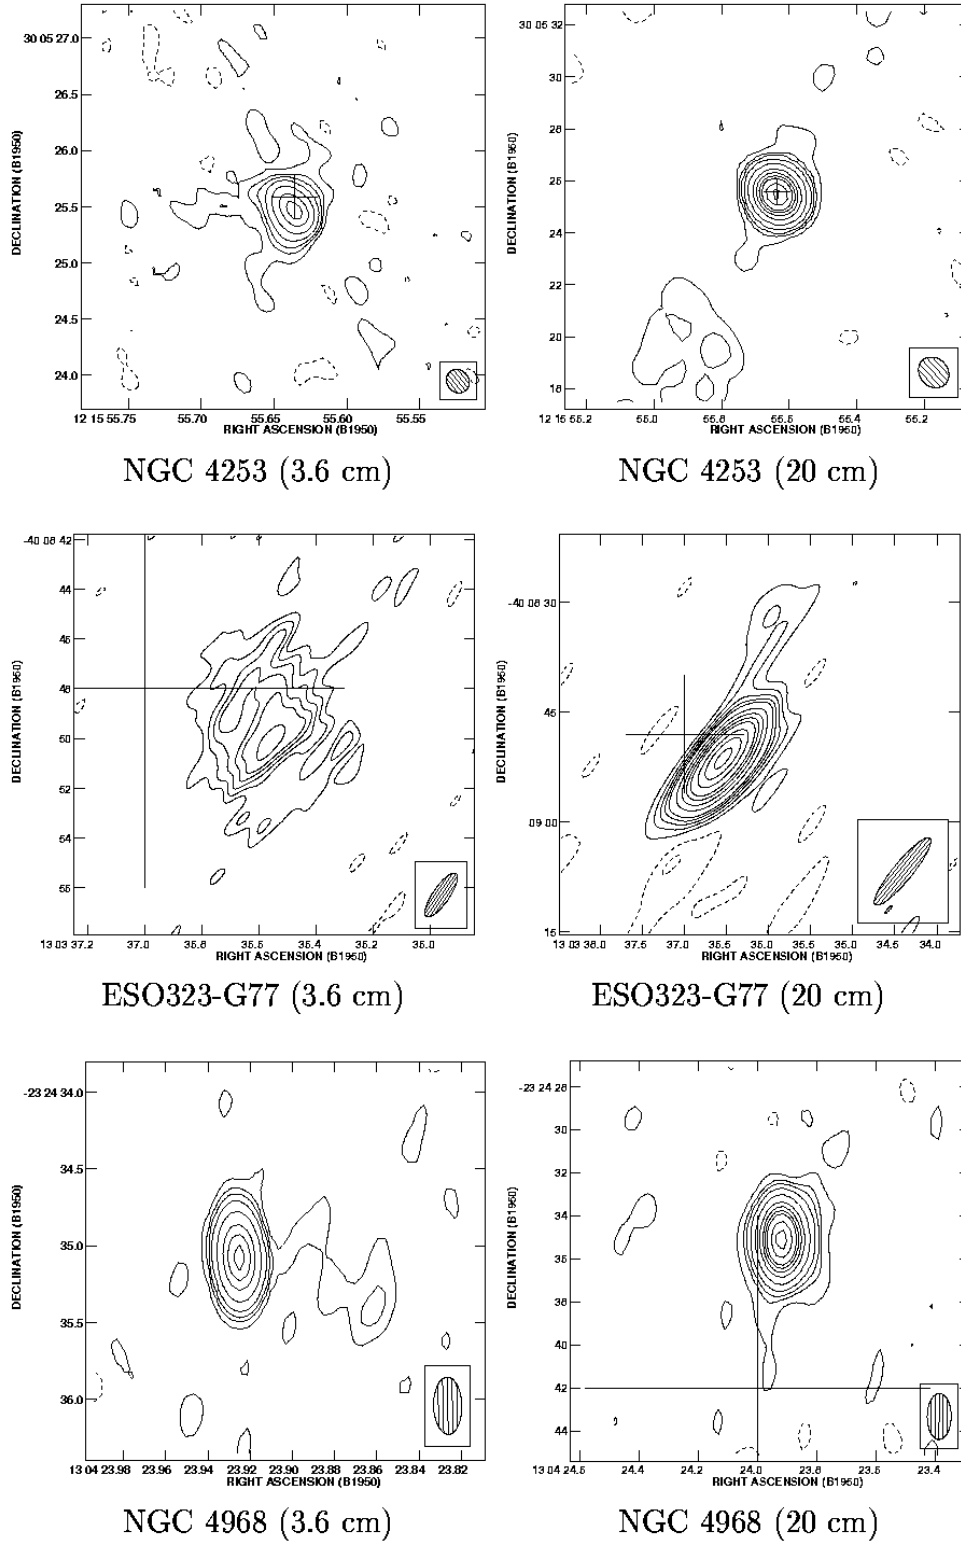 30 05 27.0
26.5
26.0
25.5
25.0
24.5
24.0
DECLINATION (B1950)
12 15 55.75 55.70 55.65 55.60 55.55
RIGHT ASCENSION (B1950)
NGC 4253 (3.6 cm)
30 05 32
30
28
26
24
22
20
18
DECLINATION (B1950)
12 15 56.2 56.0 55.8 55.6 55.4 55.2
RIGHT ASCENSION (B1950)
NGC 4253 (20 cm)
-40 08 42
44
46
48
50
52
54
56
DECLINATION (B1950)
13 03 37.2 37.0 36.8 36.6 36.4 36.2 36.0
RIGHT ASCENSION (B1950)
ESO323-G77 (3.6 cm)
-40 08 30
45
09 00
15
DECLINATION (B1950)
13 03 38.0 37.5 37.0 36.5 36.0 35.5 35.0 34.5 34.0
RIGHT ASCENSION (B1950)
ESO323-G77 (20 cm)
-23 24 34.0
34.5
35.0
35.5
36.0
DECLINATION (B1950)
13 04 23.98 23.96 23.94 23.92 23.90 23.88 23.86 23.84 23.82
RIGHT ASCENSION (B1950)
NGC 4968 (3.6 cm)
-23 24 28
30
32
34
36
38
40
42
44
DECLINATION (B1950)
13 04 24.6 24.4 24.2 24.0 23.8 23.6 23.4
RIGHT ASCENSION (B1950)
NGC 4968 (20 cm)